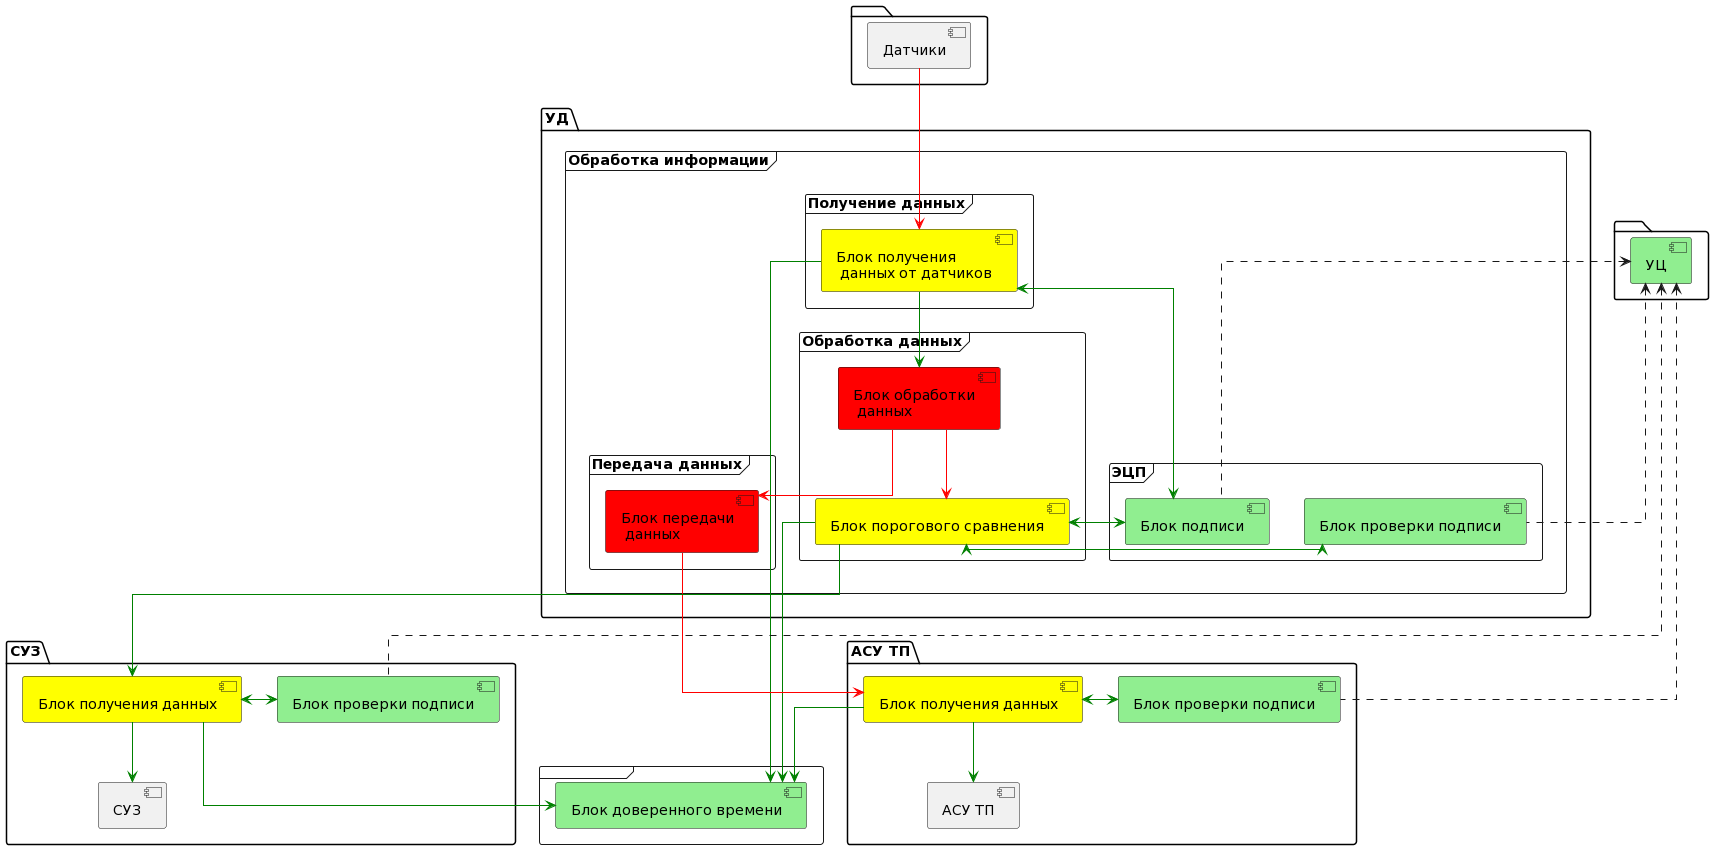 Датчики
УД
Обработка информации
Получение данных
Блок получения
данных от датчиков
УЦ
Обработка данных
Блок обработки
данных
Передача данных
Блок передачи
данных
Блок порогового сравнения
ЭЦП
Блок подписи
Блок проверки подписи
СУЗ
Блок получения данных
Блок проверки подписи
СУЗ
Блок доверенного времени
АСУ ТП
Блок получения данных
Блок проверки подписи
АСУ ТП